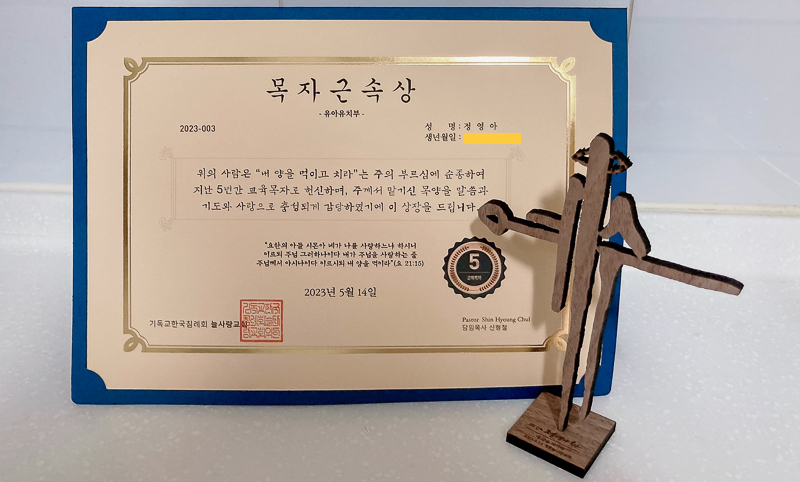 목자근속상
- 유아유치부 -
2023-003
성 명 : 정영아
생년월일 :
위의 사람은 "내 양을 먹이고 치라"는 주의 부르심에 순종하여
지난 5년간 교육목자로 헌신하며, 주께서 맡기신 목양을 말씀과
기도와 사랑으로 충성되게 감당하였기에 이 상장을 드립니다.
"요한의 아들 시몬아 네가 나를 사랑하느냐 하시니
이르되 주님 그러하나이다 내가 주님을 사랑하는 줄
주님께서 아시나이다 이르시되 내 양을 먹이라"(요 21:15)
5
근속목자
2023년 5월 14일
기독교한국침례회 늘사랑교회
Pastor Shin Hyoung Chul
담임목사 신형철